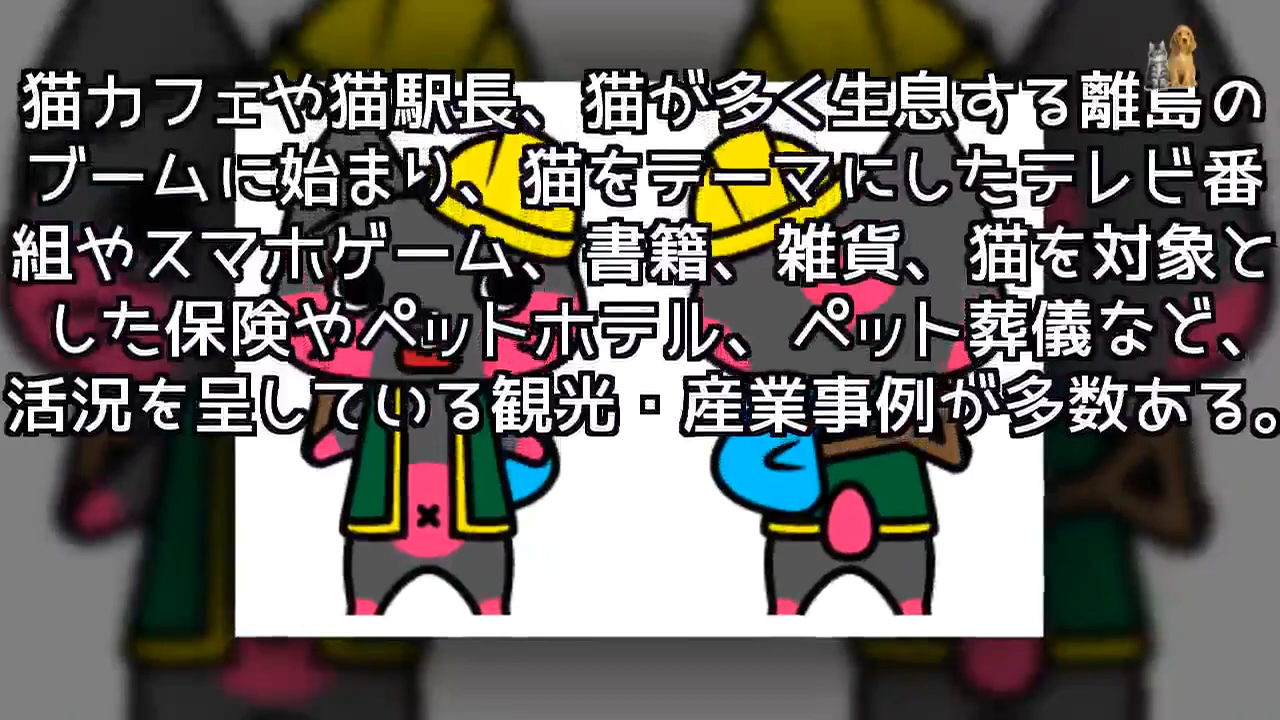 猫カフェや猫駅長、猫が多く生息する離島の
ブームに始まり、猫をテーマにしたテレビ番
組やスマホゲーム、書籍、雑貨、猫を対象と
した保険やペットホテル、ペット葬儀など、
活況を呈している観光・産業事例が多数ある。